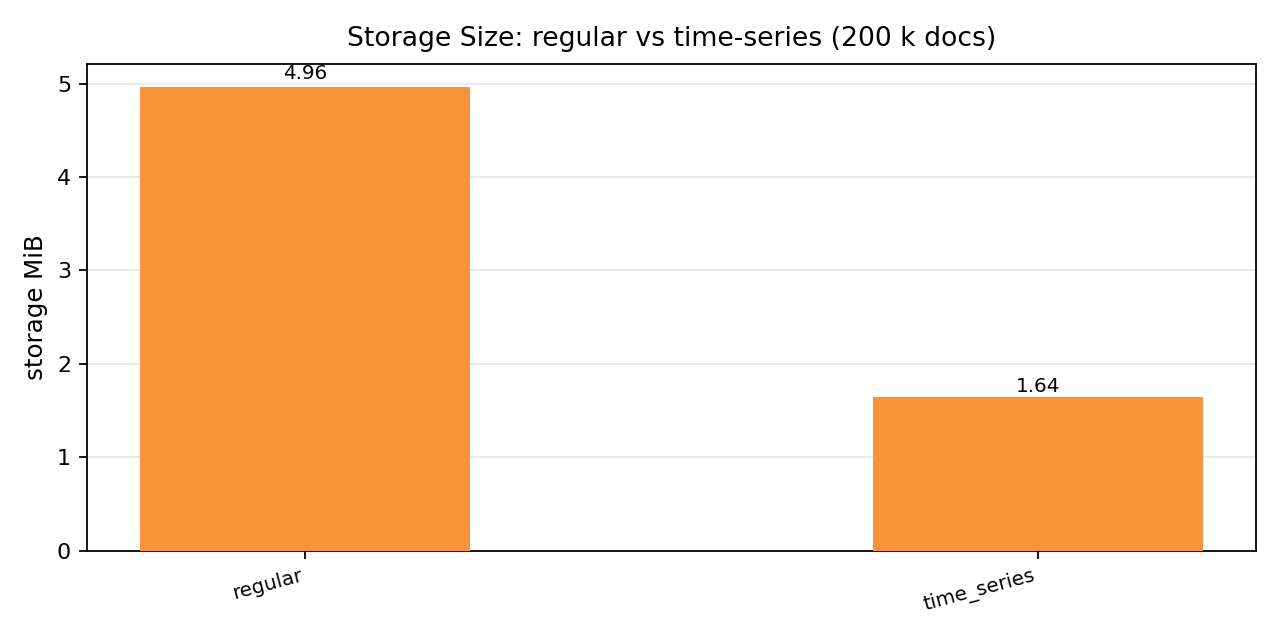 Storage Size: regular vs time-series (200 k docs)
storage MiB
5
4
3
2
1
0
4.96
1.64
regular
time_series